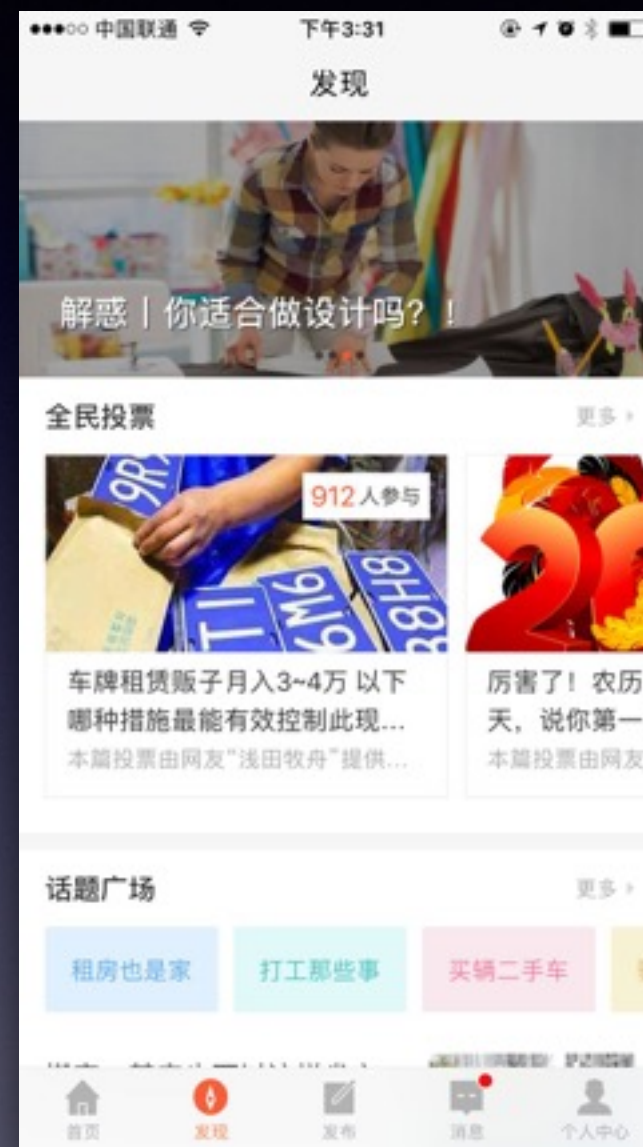 中国联通 下午3:31
发现
解惑丨你适合做设计吗？！
全民投票 更多
912人参与
车牌租赁贩子月入3~4万 以下
哪种措施最能有效控制此现...
本篇投票由网友"浅田牧舟"提供...
厉害了！农历
天，说你第一
本篇投票由网友
话题广场 更多
租房也是家 打工那些事 买辆二手车
首页 发现 发布 消息 个人中心